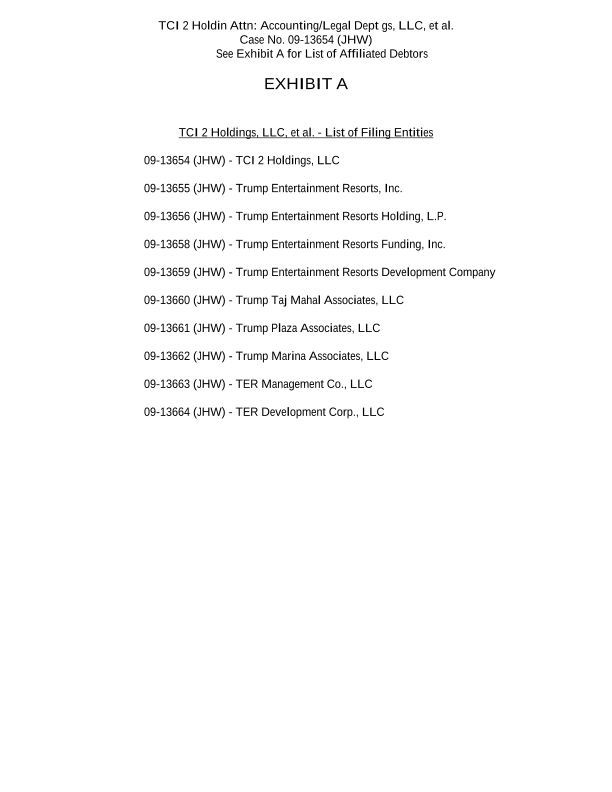 TCI 2 Holdin Attn: Accounting/Legal Dept gs, LLC, et al.
Case No. 09-13654 (JHW)
See Exhibit A for List of Affiliated Debtors
EXHIBIT A
TCI 2 Holdings, LLC, et al. - List of Filing Entities
09-13654 (JHW) - TCI 2 Holdings, LLC
09-13655 (JHW) - Trump Entertainment Resorts, Inc.
09-13656 (JHW) - Trump Entertainment Resorts Holding, L.P.
09-13658 (JHW) - Trump Entertainment Resorts Funding, Inc.
09-13659 (JHW) - Trump Entertainment Resorts Development Company
09-13660 (JHW) - Trump Taj Mahal Associates, LLC
09-13661 (JHW) - Trump Plaza Associates, LLC
09-13662 (JHW) - Trump Marina Associates, LLC
09-13663 (JHW) - TER Management Co., LLC
09-13664 (JHW) - TER Development Corp., LLC